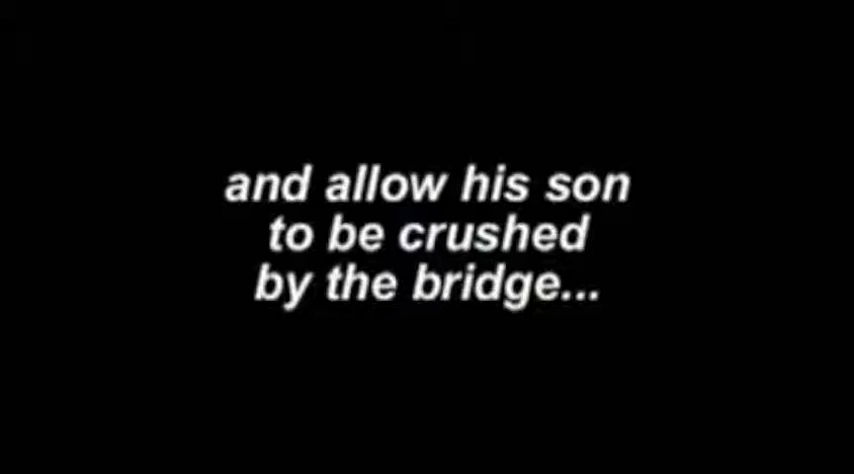 and allow his son
to be crushed
by the bridge...